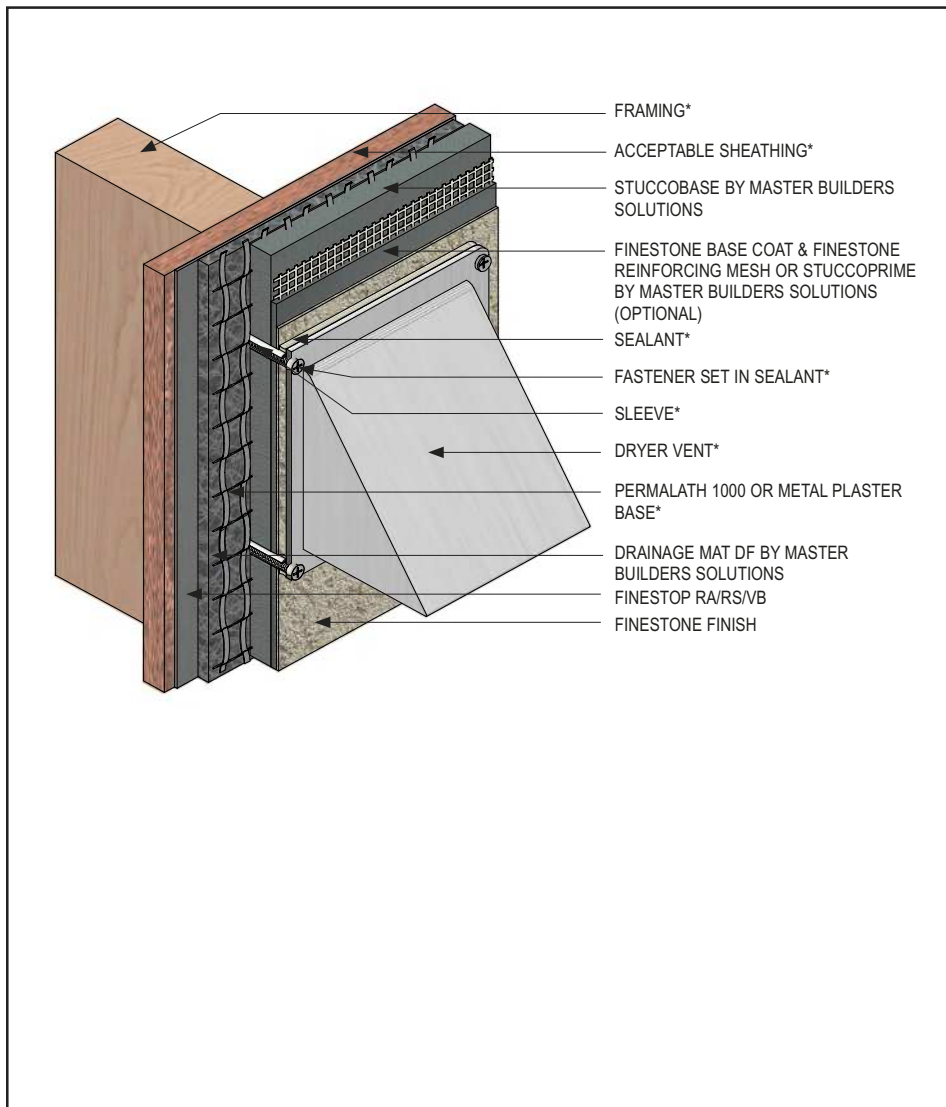 FRAMING*
ACCEPTABLE SHEATHING*
STUCCOBASE BY MASTER BUILDERS
SOLUTIONS
FINESTONE BASE COAT & FINESTONE
REINFORCING MESH OR STUCCOPRIME
BY MASTER BUILDERS SOLUTIONS
(OPTIONAL)
SEALANT*
FASTENER SET IN SEALANT*
SLEEVE*
DRYER VENT*
PERMALATH 1000 OR METAL PLASTER
BASE*
DRAINAGE MAT DF BY MASTER
BUILDERS SOLUTIONS
FINESTOP RA/RS/VB
FINESTONE FINISH